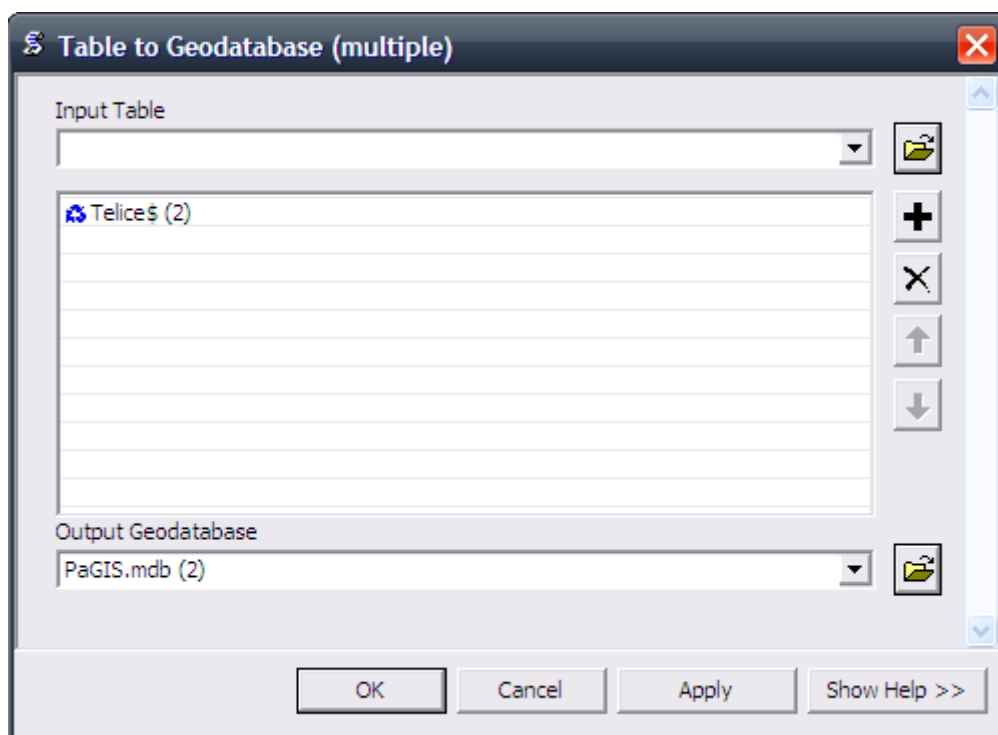 Table to Geodatabase (multiple)
Input Table
Telice$ (2)
Output Geodatabase
PaGIS.mdb (2)
OK Cancel Apply Show Help >>